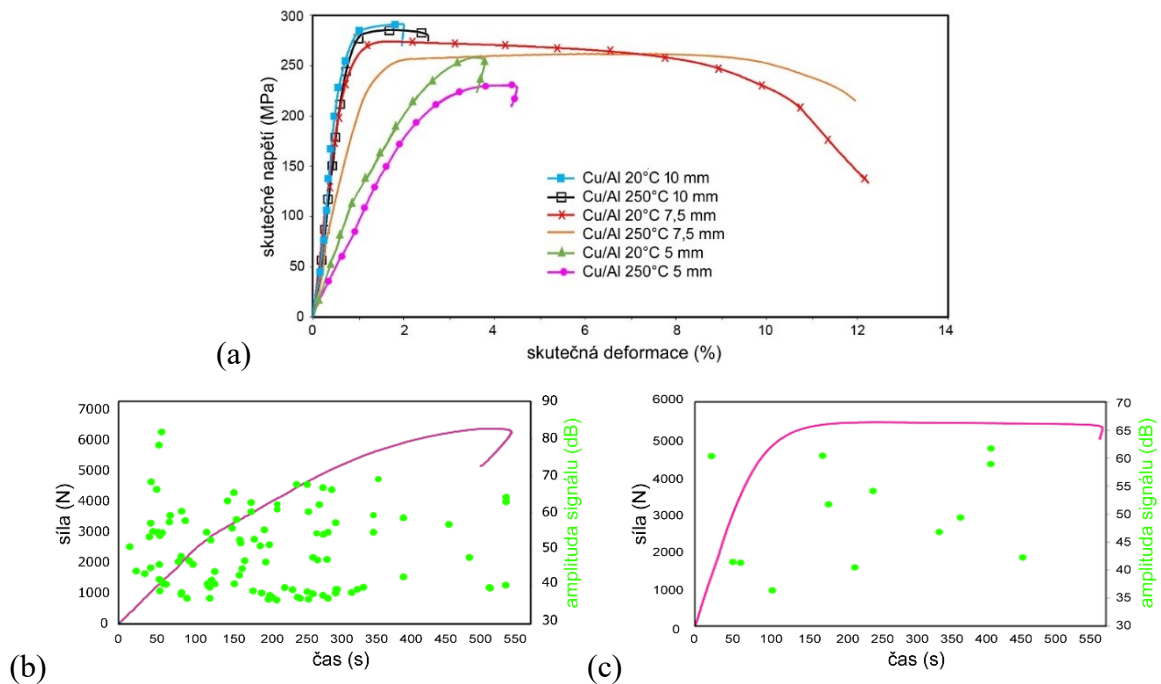 300
250
200
150
100
50
0
skutečné napětí (MPa)
Cu/Al 20°C 10 mm
Cu/Al 250°C 10 mm
Cu/Al 20°C 7,5 mm
Cu/Al 250°C 7,5 mm
Cu/Al 20°C 5 mm
Cu/Al 250°C 5 mm
0 2 4 6 8 10 12 14
skutečná deformace (%)
(a)
7000
6000
5000
4000
3000
2000
1000
0
síla (N)
90
80
70
60
50
40
30
amplituda signálu (dB)
0 50 100 150 200 250 300 350 400 450 500 550
čas (s)
(b)
6000
5000
4000
3000
2000
1000
0
síla (N)
70
65
60
55
50
45
40
35
30
amplituda signálu (dB)
0 50 100 150 200 250 300 350 400 450 500 550
čas (s)
(c)